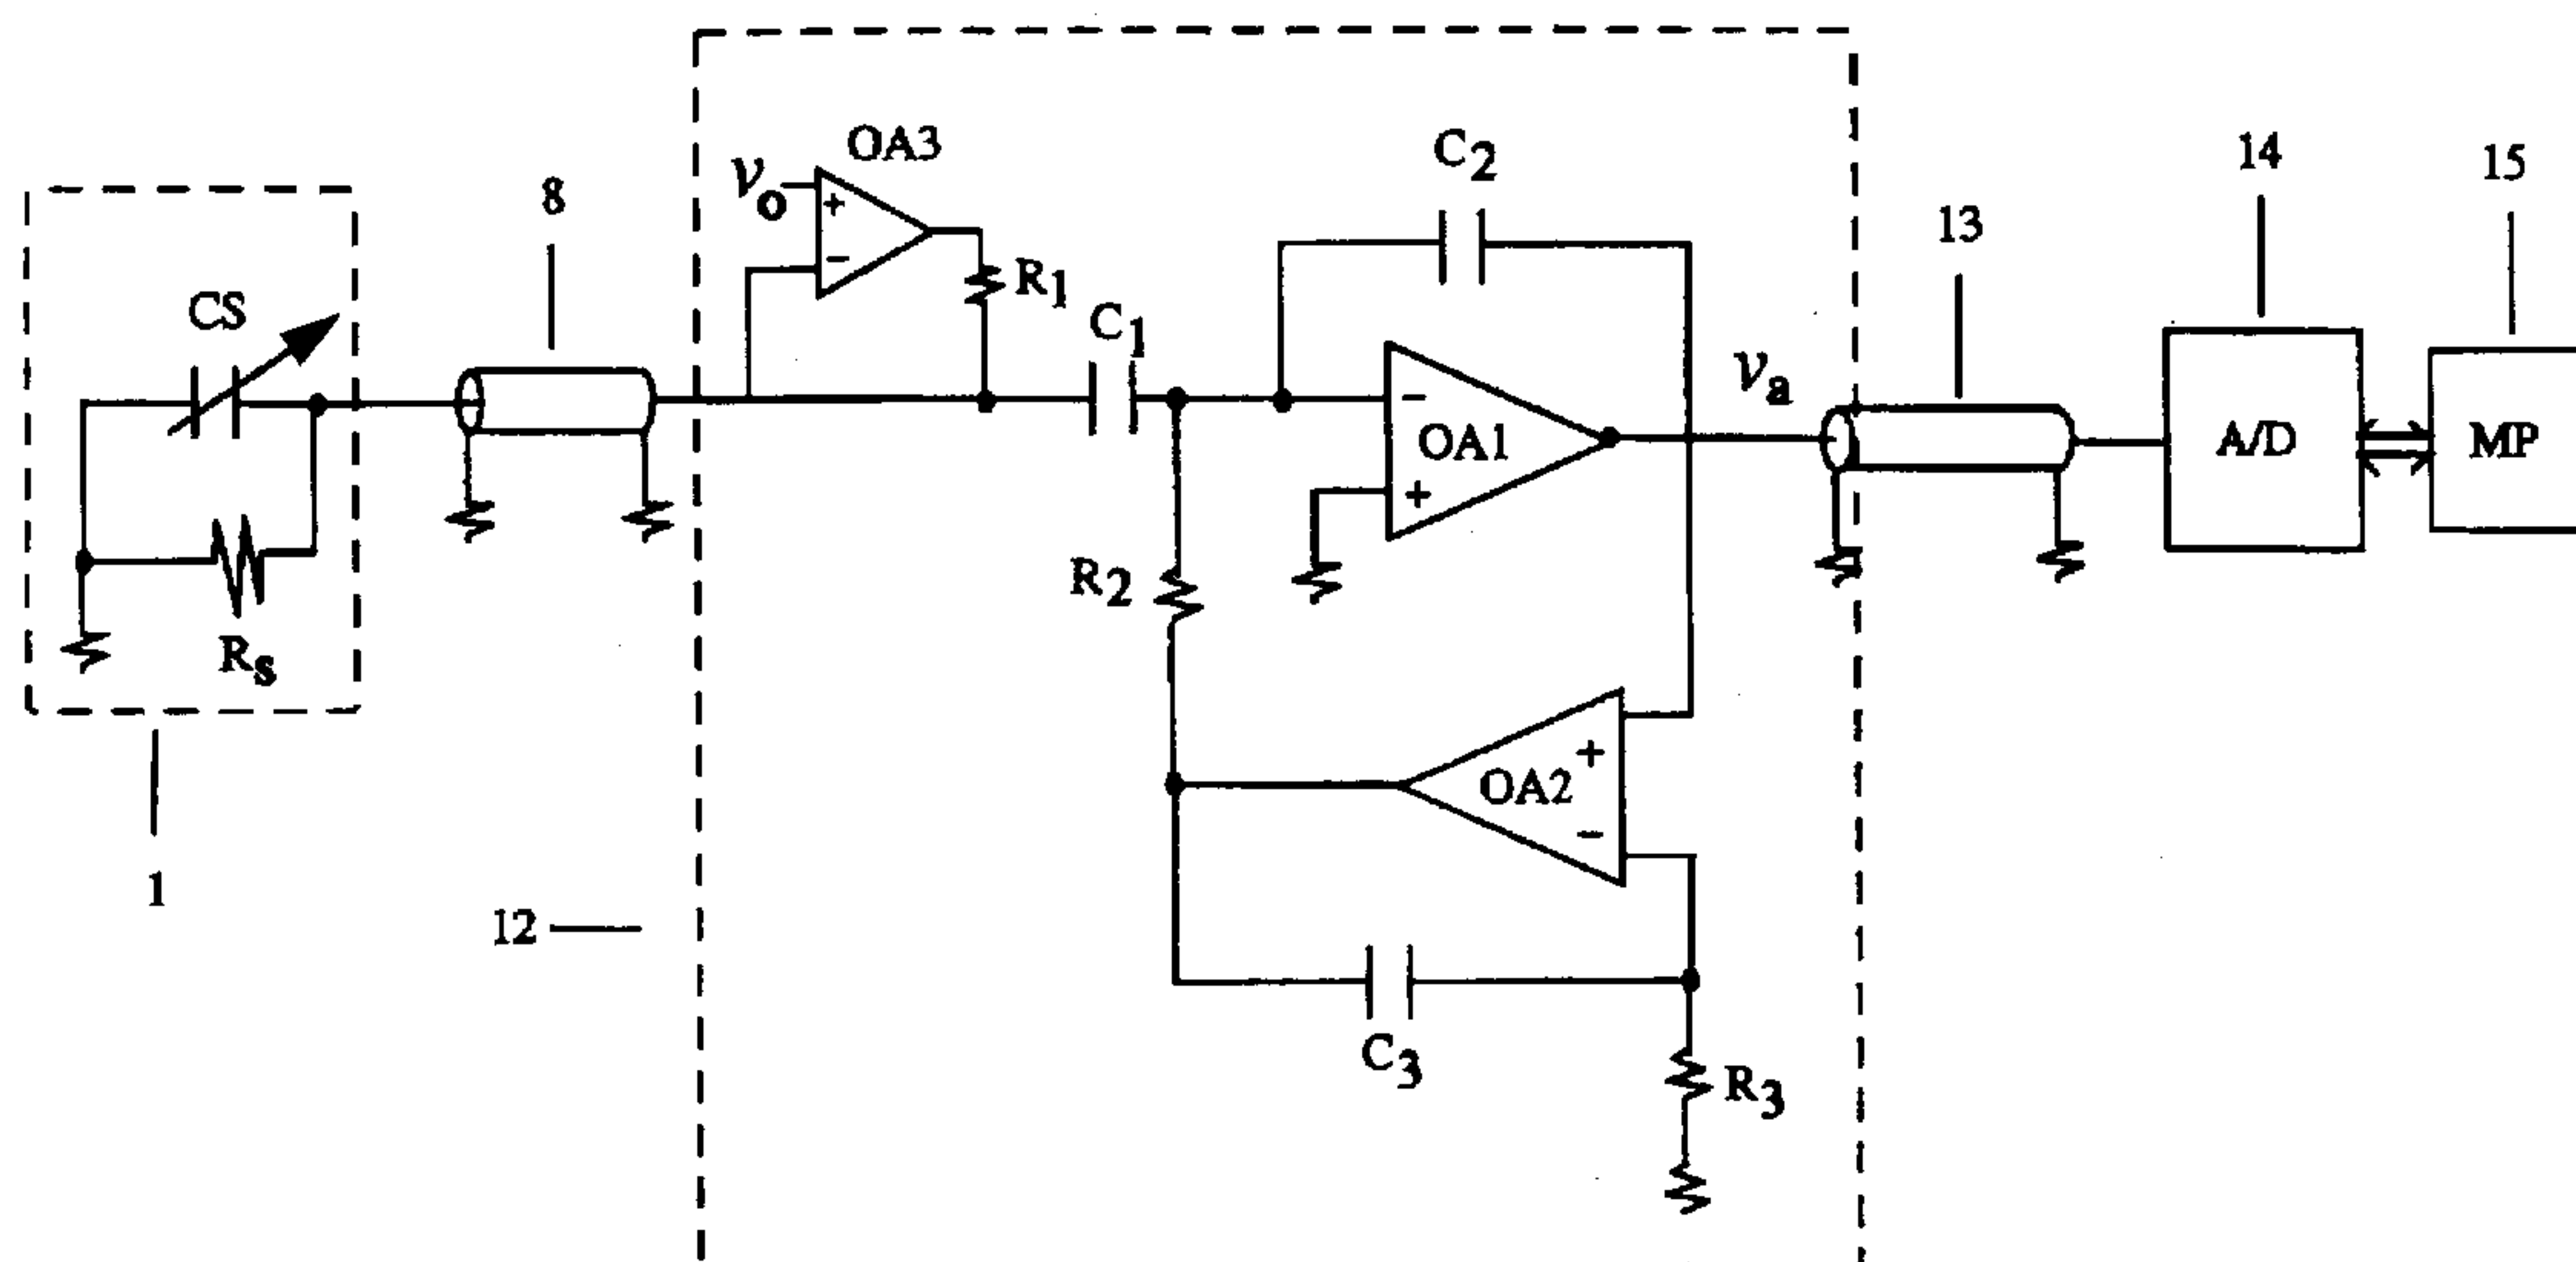 OA3
v₀
+
−
R₁
C₂
8
13
14
15
CS
C₁
vₐ
−
OA1
+
A/D
MP
R₂
Rₛ
+
OA2
−
1
12
C₃
R₃